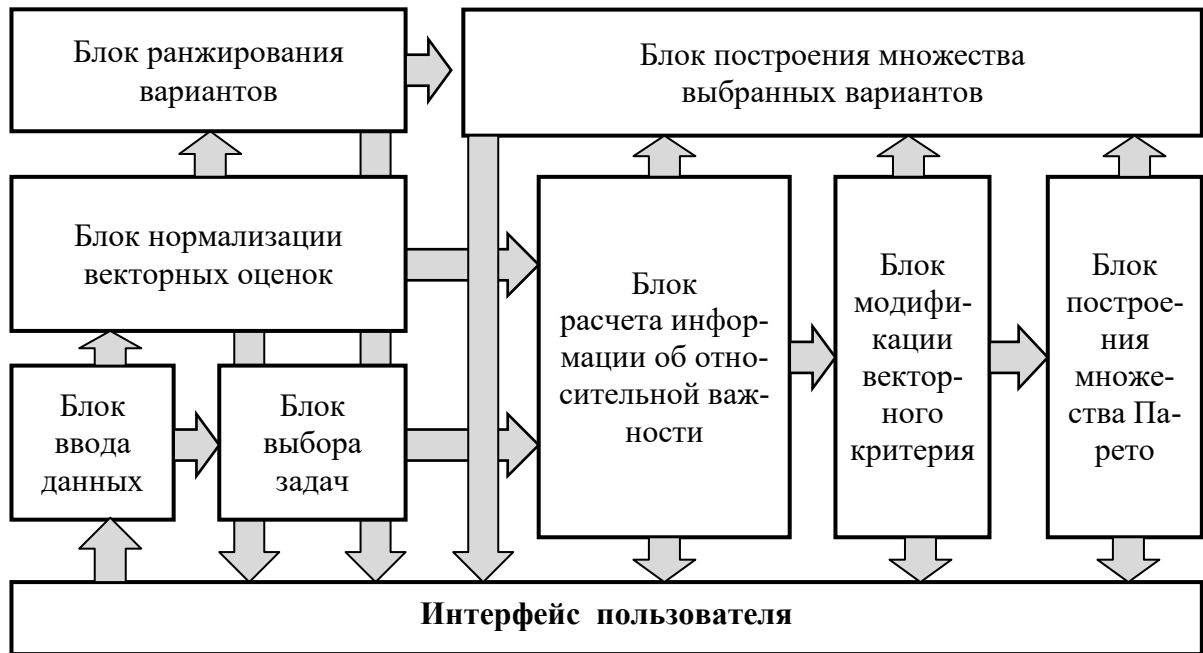 Блок ранжирования
вариантов
Блок построения множества
выбранных вариантов
Блок нормализации
векторных оценок
Блок
расчета инфор-
мации об отно-
сительной важ-
ности
Блок
модифи-
кации
вектор-
ного
критерия
Блок
построе-
ния
множе-
ства Па-
рето
Блок
ввода
данных
Блок
выбора
задач
Интерфейс пользователя